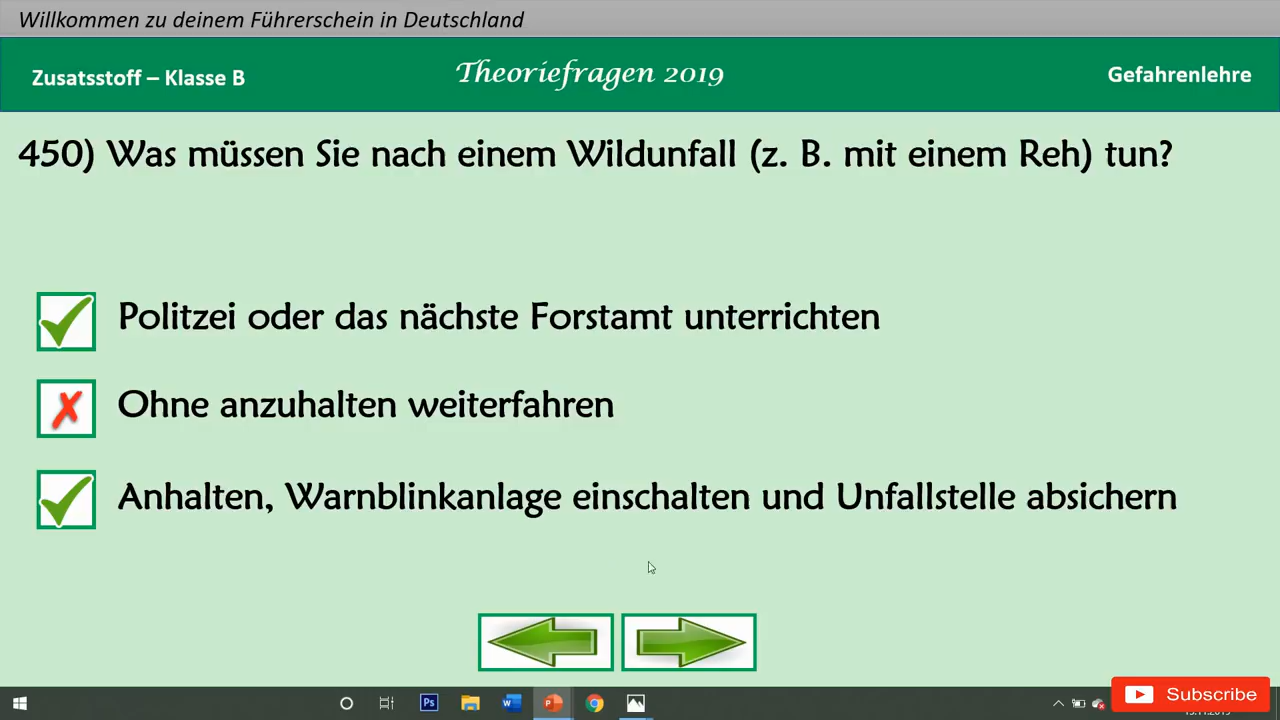 Willkommen zu deinem Führerschein in Deutschland
Zusatsstoff – Klasse B
Theoriefragen 2019
Gefahrenlehre
450) Was müssen Sie nach einem Wildunfall (z. B. mit einem Reh) tun?
Politzei oder das nächste Forstamt unterrichten
Ohne anzuhalten weiterfahren
Anhalten, Warnblinkanlage einschalten und Unfallstelle absichern
Subscribe